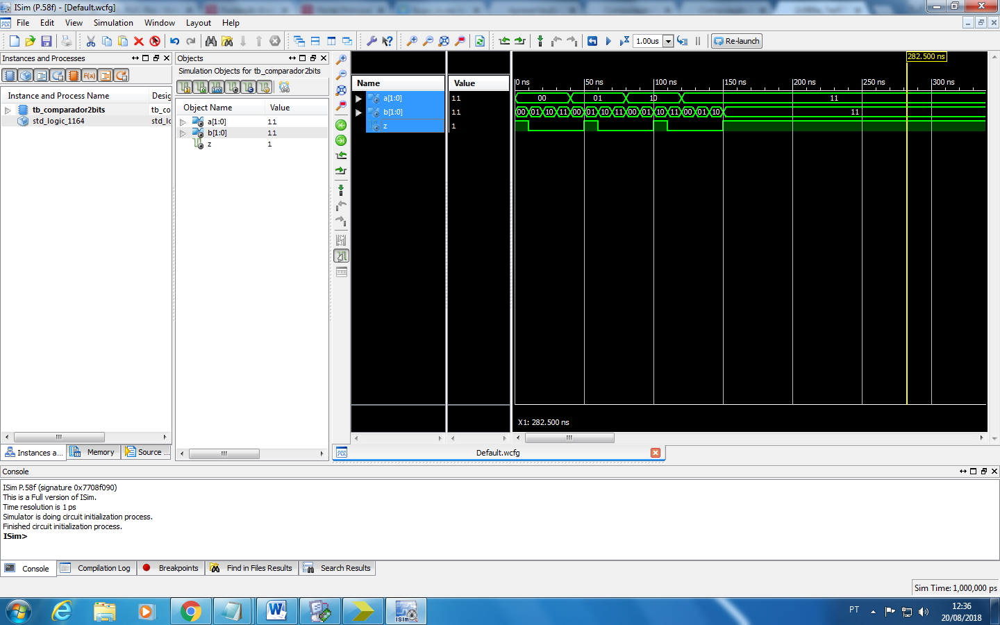 ISim (P.58f) - [Default.wcfg]
File Edit View Simulation Window Layout Help
1.00us Re-launch
Instances and Processes
Instance and Process Name Desig
tb_comparador2bits tb_co
std_logic_1164 std_lo
Instances a... Memory Source ...
Objects
Simulation Objects for tb_comparador2bits
Object Name Value
a[1:0] 11
b[1:0] 11
z 1
Name Value
a[1:0] 11
b[1:0] 11
z 1
282.500 ns
0 ns 50 ns 100 ns 150 ns 200 ns 250 ns 300 ns
00 01 10 11
00 01 10 11 00 01 10 11 00 01 10 11 00 01 10 11
X1: 282.500 ns
Default.wcfg
Console
ISim P.58f (signature 0x7708f090)
This is a Full version of ISim.
Time resolution is 1 ps
Simulator is doing circuit initialization process.
Finished circuit initialization process.
ISim>
Console Compilation Log Breakpoints Find in Files Results Search Results
Sim Time: 1,000,000 ps
PT 12:36
20/08/2018